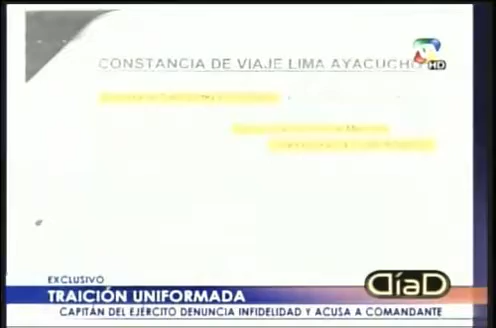 CONSTANCIA DE VIAJE LIMA AYACUCHO
HD
EXCLUSIVO
DíaD
TRAICIÓN UNIFORMADA
CAPITÁN DEL EJÉRCITO DENUNCIA INFIDELIDAD Y ACUSA A COMANDANTE